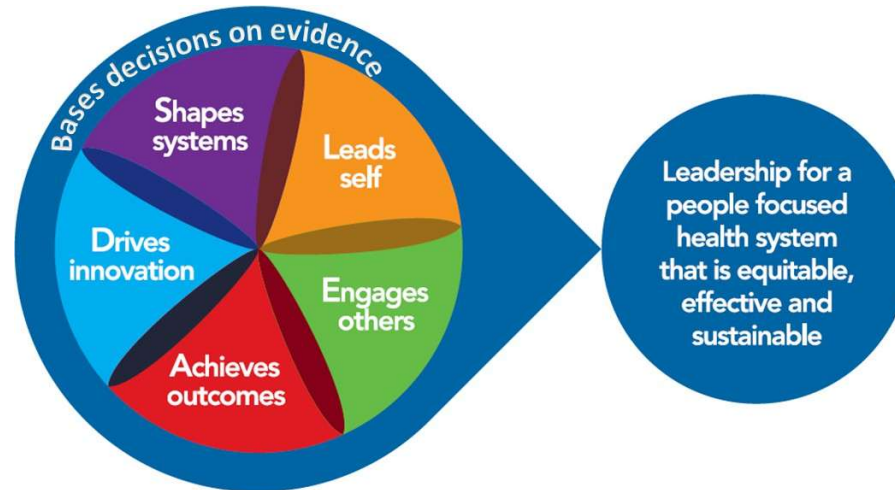 Bases decisions on evidence
Shapes
systems
Leads
self
Drives
innovation
Engages
others
Achieves
outcomes
Leadership for a
people focused
health system
that is equitable,
effective and
sustainable